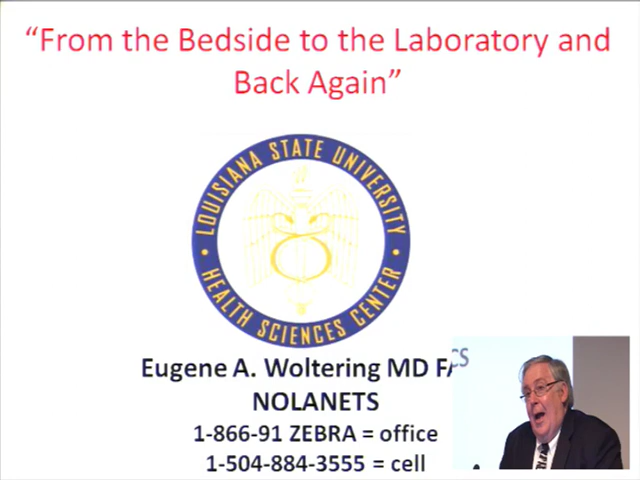 “From the Bedside to the Laboratory and
Back Again”
LOUISIANA STATE UNIVERSITY
HEALTH SCIENCES CENTER
Eugene A. Woltering MD FACS
NOLANETS
1-866-91 ZEBRA = office
1-504-884-3555 = cell